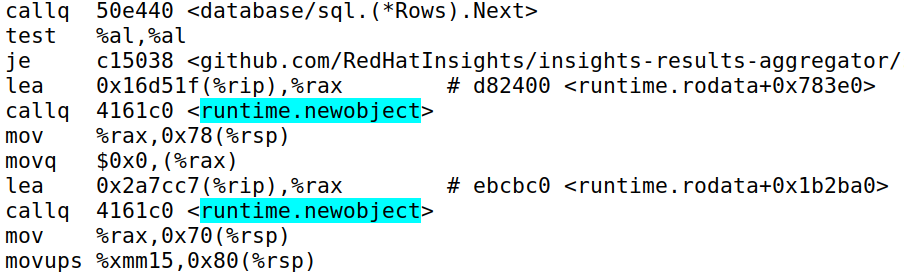 callq  50e440 <database/sql.(*Rows).Next>
test   %al,%al
je     c15038 <github.com/RedHatInsights/insights-results-aggregator/
lea    0x16d51f(%rip),%rax        # d82400 <runtime.rodata+0x783e0>
callq  4161c0 <runtime.newobject>
mov    %rax,0x78(%rsp)
movq   $0x0,(%rax)
lea    0x2a7cc7(%rip),%rax        # ebcbc0 <runtime.rodata+0x1b2ba0>
callq  4161c0 <runtime.newobject>
mov    %rax,0x70(%rsp)
movups %xmm15,0x80(%rsp)